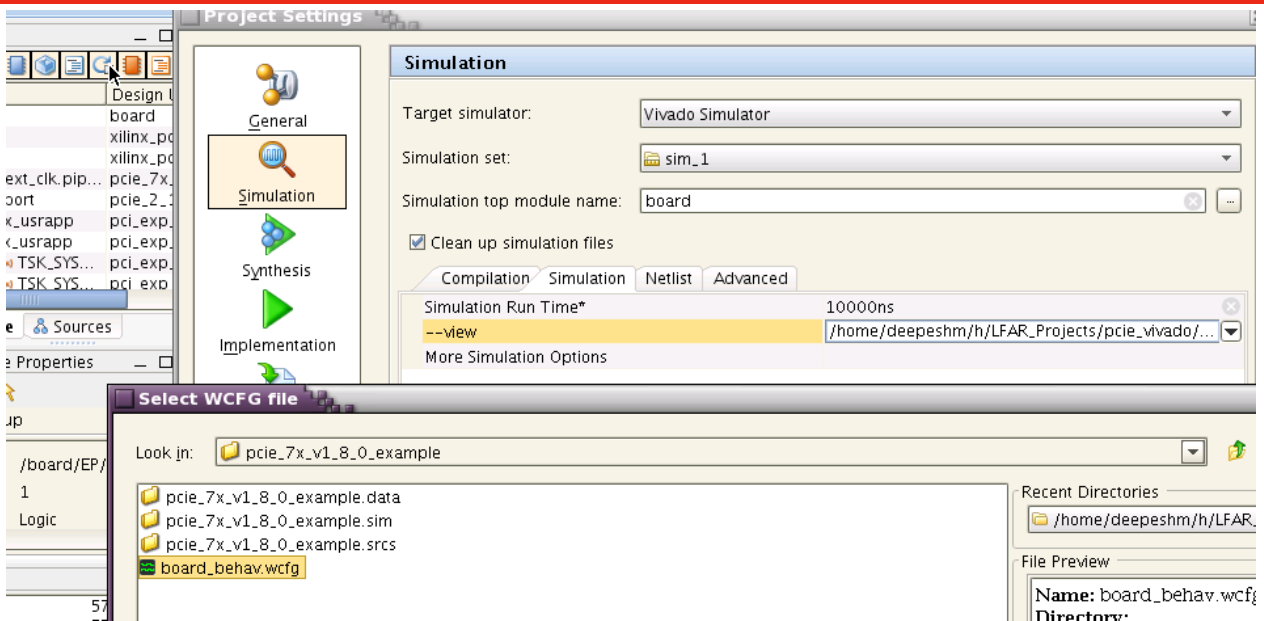 Project Settings
Design U
board
xilinx_pc
xilinx_pc
ext_clk.pip... pcie_7x_
port pcie_2_1
x_usrapp pci_exp_
x_usrapp pci_exp_
TSK_SYS... pci_exp_
TSK_SYS... pci_exp
e Sources
e Properties
up
/board/EP/
1
Logic
57
General
Simulation
Synthesis
Implementation
Simulation
Target simulator: Vivado Simulator
Simulation set: sim_1
Simulation top module name: board ...
Clean up simulation files
Compilation Simulation Netlist Advanced
Simulation Run Time* 10000ns
--view /home/deepeshm/h/LFAR_Projects/pcie_vivado/...
More Simulation Options
Select WCFG file
Look in: pcie_7x_v1_8_0_example
pcie_7x_v1_8_0_example.data
pcie_7x_v1_8_0_example.sim
pcie_7x_v1_8_0_example.srcs
board_behav.wcfg
Recent Directories
/home/deepeshm/h/LFAR_
File Preview
Name: board_behav.wcfg
Directory: